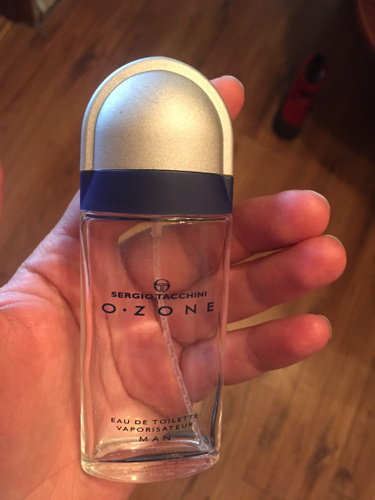 SERGIO TACCHINI
O·ZONE
EAU DE TOILETTE
VAPORISATEUR
MAN